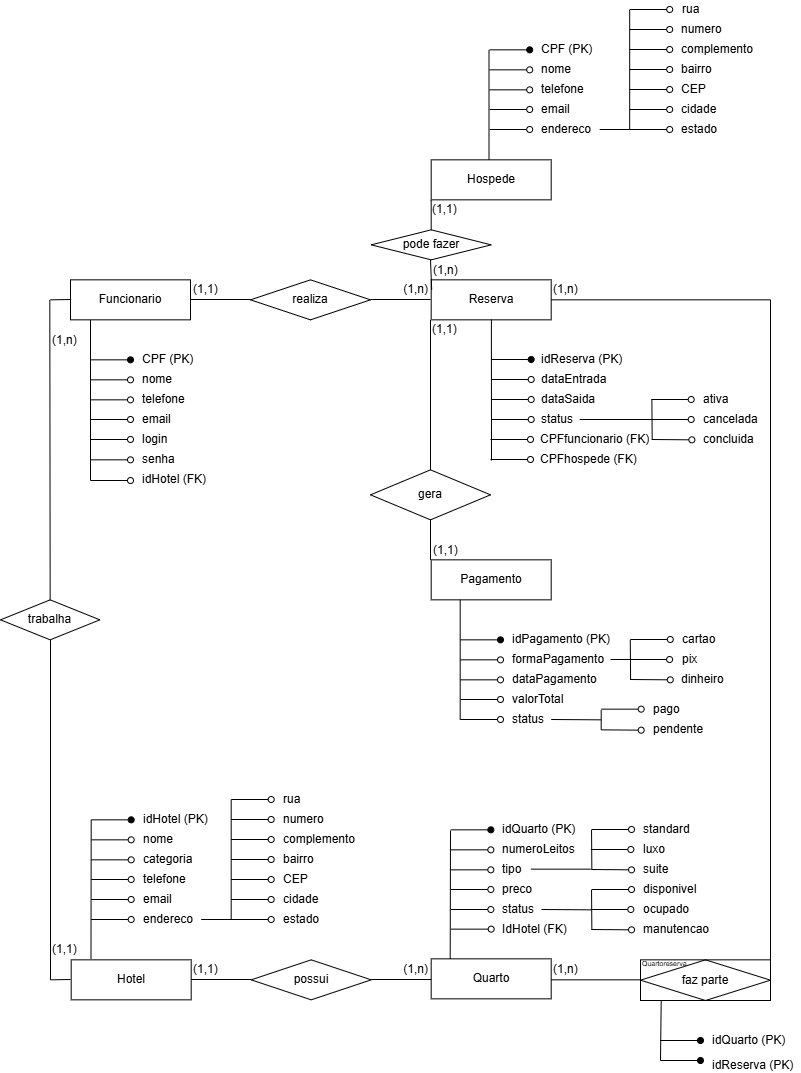 rua
numero
complemento
bairro
CEP
cidade
estado
CPF (PK)
nome
telefone
email
endereco
Hospede
(1,1)
pode fazer
(1,n)
Funcionario
(1,1)
realiza
(1,n)
Reserva
(1,n)
(1,1)
(1,n)
CPF (PK)
nome
telefone
email
login
senha
idHotel (FK)
idReserva (PK)
dataEntrada
dataSaida
status
CPFfuncionario (FK)
CPFhospede (FK)
ativa
cancelada
concluida
gera
(1,1)
Pagamento
trabalha
idPagamento (PK)
formaPagamento
dataPagamento
valorTotal
status
cartao
pix
dinheiro
pago
pendente
idHotel (PK)
nome
categoria
telefone
email
endereco
rua
numero
complemento
bairro
CEP
cidade
estado
idQuarto (PK)
numeroLeitos
tipo
preco
status
IdHotel (FK)
standard
luxo
suite
disponivel
ocupado
manutencao
(1,1)
Hotel
(1,1)
possui
(1,n)
Quarto
(1,n)
Quartoreserva
faz parte
idQuarto (PK)
idReserva (PK)